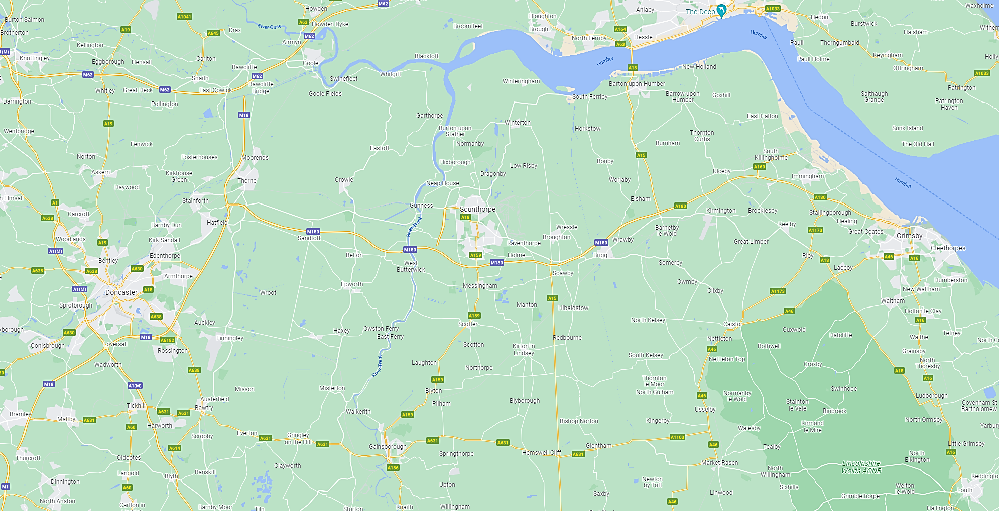 Waxholme
Burton Salmon
A1041
Howden
M62
The Deep
A1033
Anlaby
Elloughton
Hedon
Burstwick
Brotherton
A19
A645
Drax
River Ouse
A63
Howden Dyke
M62
Broomfleet
Brough
North Ferriby
A164
Hessle
A63
Humber
Halsham
Paull
Thorngumbald
Keyingham
Kellington
Airmyn
Knottingley
Eggborough
Hensall
Carlton
Rawcliffe
Goole
Blacktoft
Humber
A15
New Holland
Paull Holme
Ottringham
A1033
M62
Snaith
M62
Swinefleet
Whitgift
Winteringham
Barton-upon-Humber
Whitley
Great Heck
M62
East Cowick
Rawcliffe
Bridge
Goole Fields
South Ferriby
Barrow upon
Humber
Goxhill
Salthaugh
Grange
Patrington
Darrington
Pollington
Patrington
Haven
M18
A19
Garthorpe
Winterton
East Halton
Wentbridge
Burton upon
Stather
Horkstow
Thornton
Curtis
Sunk Island
Fenwick
Eastoft
Normanby
Burnham
The Old Hall
Norton
Fosterhouses
Moorends
Flixborough
Low Risby
Bonby
A15
South
Killingholme
A160
Askern
Kirkhouse
Green
Thorne
Crowle
Neap House
Dragonby
Worlaby
Ulceby
Immingham
Humber
Haywood
Elsham
A180
A1
Stainforth
Gunness
Scunthorpe
A18
A180
Kirmington
Brocklesby
Stallingborough
Healing
A638
Carcroft
Barnby Dun
Hatfield
River Trent
M180
Sandtoft
Wressle
Broughton
Barnetby
le Wold
Keelby
A1173
Great Coates
Grimsby
Woodlands
Kirk Sandall
A19
A1(M)
M180
Raventhorpe
M180
Wrawby
Great Limber
Cleethorpes
Bentley
Edenthorpe
Belton
A159
Holme
Brigg
Riby
A18
A46
A16
A635
A638
A630
Armthorpe
West
Butterwick
M180
Somerby
Laceby
Scawby
Humberston
A1(M)
Doncaster
A18
Wroot
Epworth
Messingham
Owmby
Clixby
A1173
New Waltham
Sprotbrough
A15
Manton
Hibaldstow
Waltham
A638
A159
A46
Holton le Clay
A630
Auckley
Scotter
North Kelsey
Caistor
A16
M18
A6182
Haxey
Owston Ferry
East Ferry
Cuxwold
Hatcliffe
Waithe
Tetney
Conisbrough
Loversall
Rossington
Finningley
Scotton
Kirton in
Lindsey
Redbourne
Nettleton
A46
Rothwell
Grainsby
Wadworth
A638
River Trent
Laughton
Northorpe
South Kelsey
Nettleton Top
Croxby
A18
North
Thoresby
A16
M18
A1(M)
Misson
Misterton
A159
Blyton
Thornton
le Moor
North Gulham
A46
Normanby
le Wold
Swinhope
Ludborough
Tickhill
Austerfield
Bawtry
Walkerith
Pilham
Blyborough
Usselby
Stainton
le Vale
Binbrook
Covenham St
Bartholomew
Bramley
Maltby
A631
A631
A631
A159
Bishop Norton
Kingerby
Walesby
Kirmond
le Mire
North Ormsby
A60
Harworth
Scrooby
Everton
A631
Gringley
on the Hill
A631
Gainsborough
A631
A631
Hemswell Cliff
A631
Glentham
A1103
A46
Tealby
Little Grimsby
A16
A614
Thurcroft
Oldcotes
Springthorpe
Market Rasen
North
Elkington
Lincolnshire
Wolds AONB
Clayworth
A156
North
Willingham
Langold
Blyth
Ranskill
M1
Dinnington
A60
Upton
Newton
by Toft
Sixhills
Welton
le Wold
Louth
Saxby
Linwood
A46
Grimblethorpe
North Anston
Carlton in
Barnby Moor
Tiln
Sturton
Knaith
Willingham
Hallington